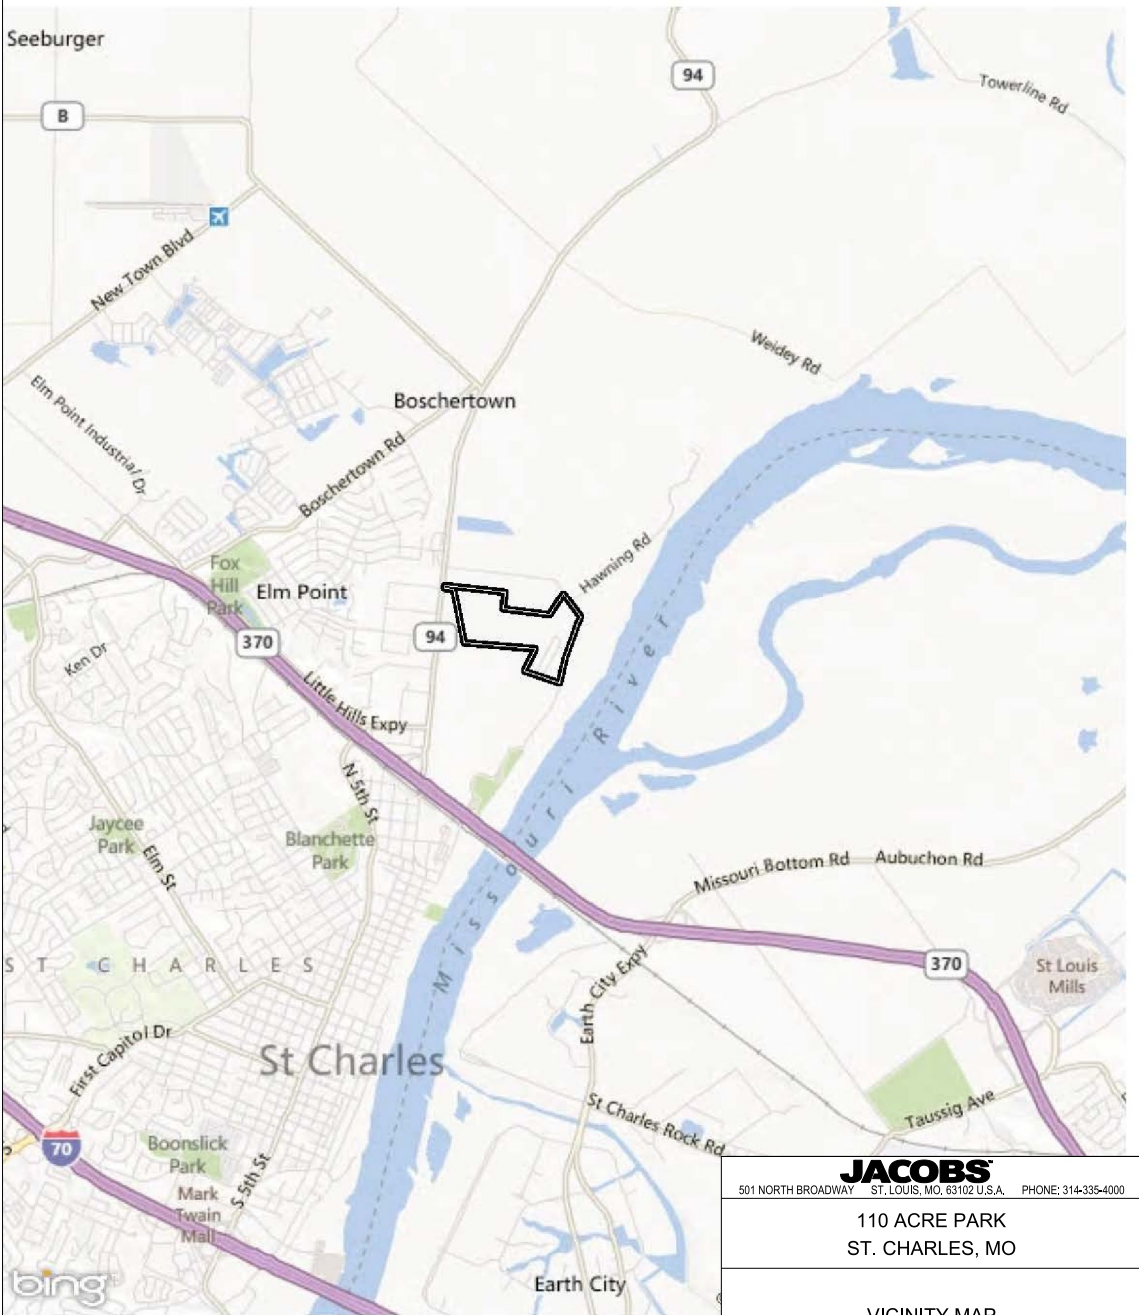 Seeburger
94
Towerline Rd
B
New Town Blvd
Weidey Rd
Elm Point Industrial Dr
Boschertown
Boschertown Rd
Hawning Rd
Fox
Hill
Park
Elm Point
94
370
Ken Dr
Little Hills Expy
Missouri River
N 5th St
Jaycee
Park
Elm St
Blanchette
Park
Missouri Bottom Rd
Aubuchon Rd
ST CHARLES
370
St Louis
Mills
Earth City Expy
First Capitol Dr
St Charles
St Charles Rock Rd
Taussig Ave
70
Boonslick
Park
S 5th St
Mark
Twain
Mall
bing
Earth City
JACOBS
501 NORTH BROADWAY ST. LOUIS, MO. 63102 U.S.A. PHONE: 314-335-4000
110 ACRE PARK
ST. CHARLES, MO
VICINITY MAP